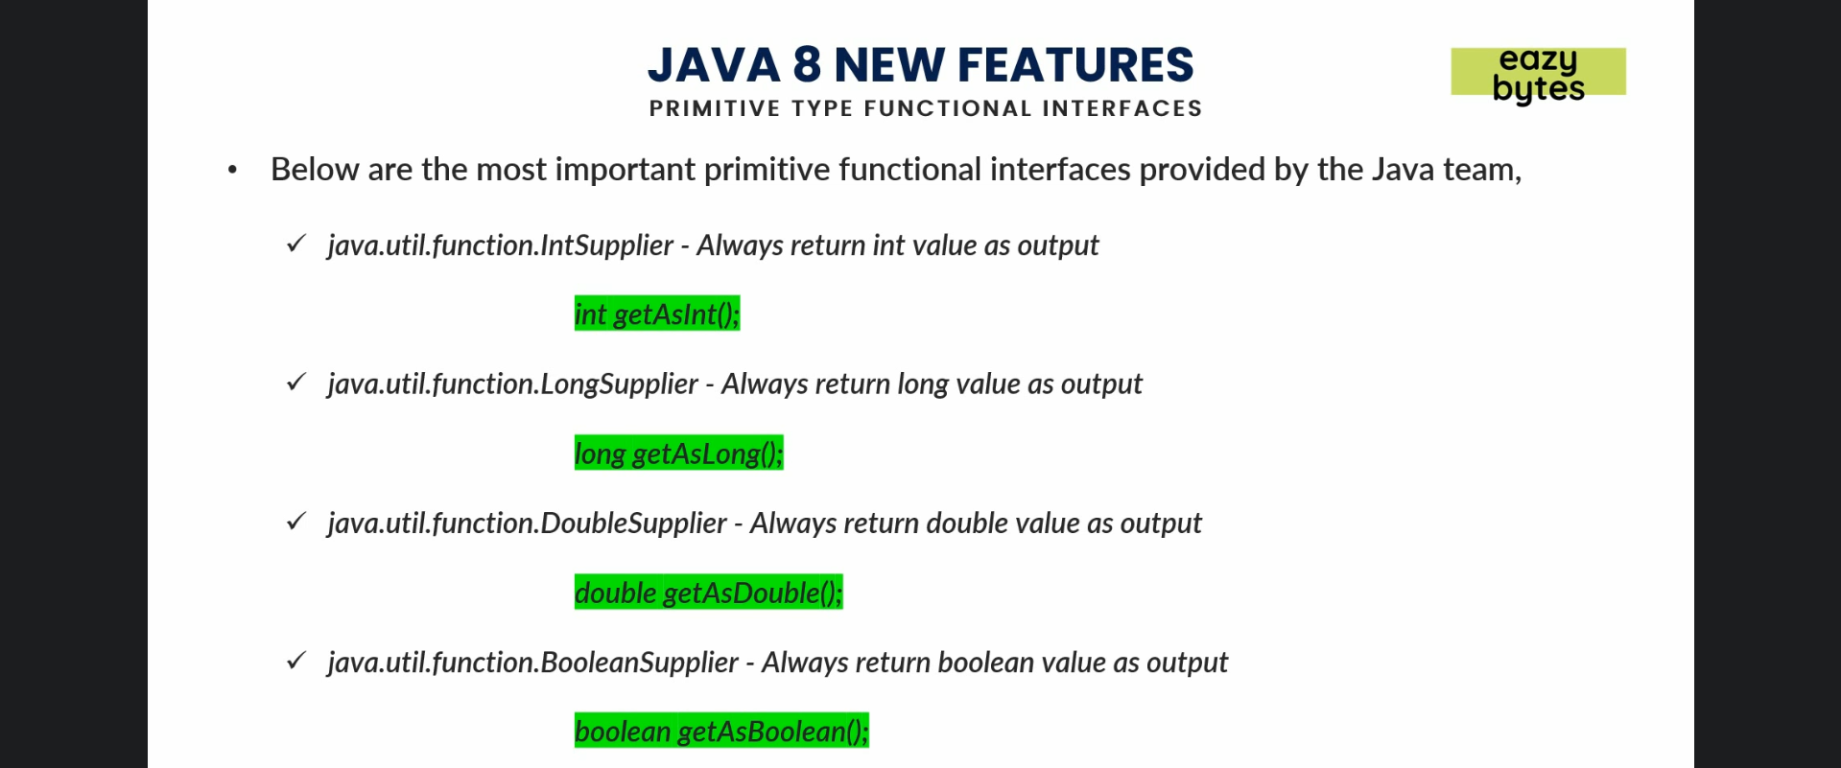 JAVA 8 NEW FEATURES
eazy
bytes
PRIMITIVE TYPE FUNCTIONAL INTERFACES
• Below are the most important primitive functional interfaces provided by the Java team,
✓ java.util.function.IntSupplier - Always return int value as output
int getAsInt();
✓ java.util.function.LongSupplier - Always return long value as output
long getAsLong();
✓ java.util.function.DoubleSupplier - Always return double value as output
double getAsDouble();
✓ java.util.function.BooleanSupplier - Always return boolean value as output
boolean getAsBoolean();